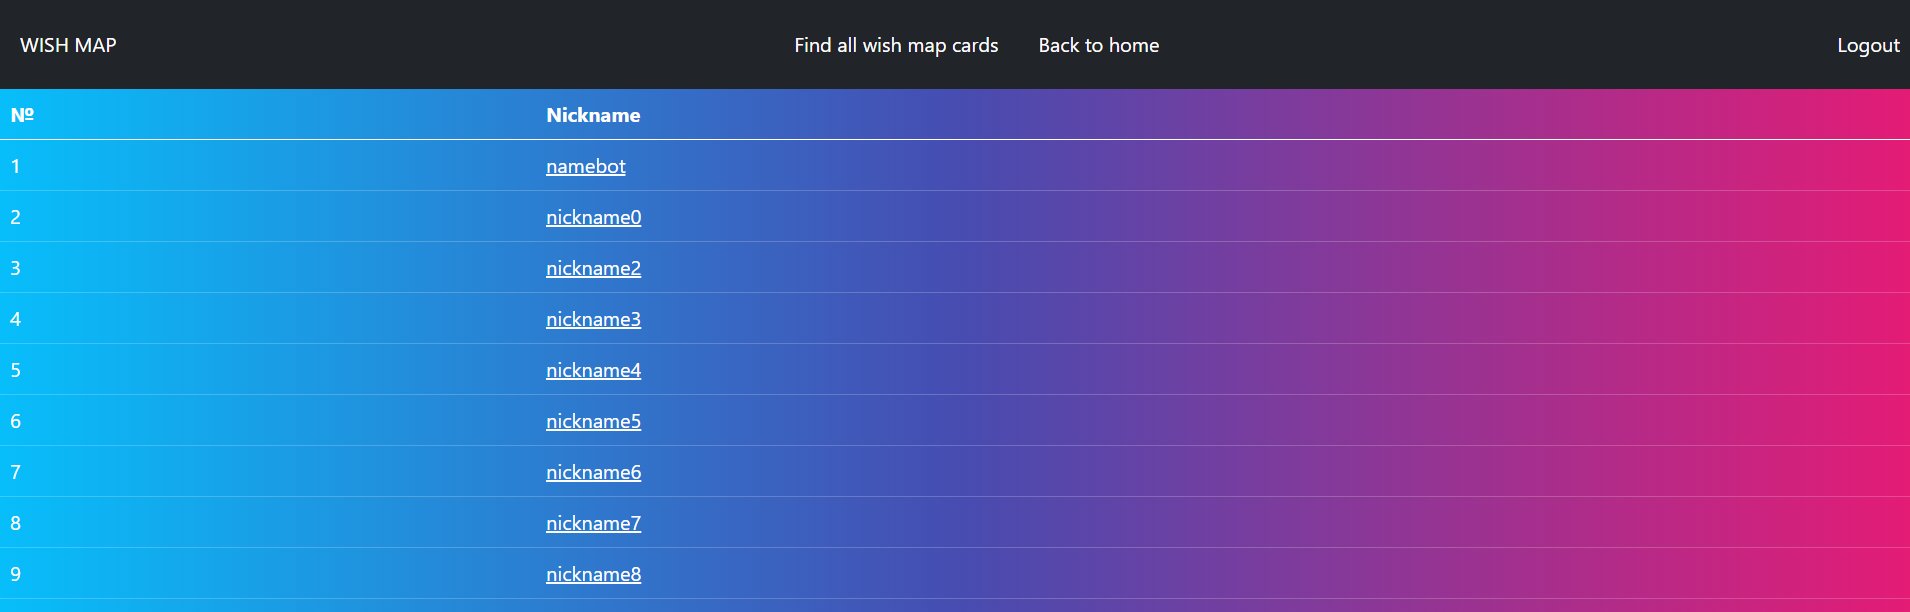 WISH MAP Find all wish map cards Back to home Logout
№ Nickname
1 namebot
2 nickname0
3 nickname2
4 nickname3
5 nickname4
6 nickname5
7 nickname6
8 nickname7
9 nickname8